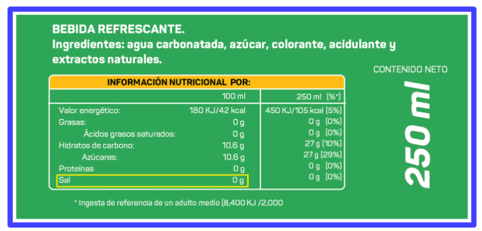 BEBIDA REFRESCANTE.
Ingredientes: agua carbonatada, azúcar, colorante, acidulante y
extractos naturales.
CONTENIDO NETO
250 ml
INFORMACIÓN NUTRICIONAL POR:
100 ml 250 ml (%*)
Valor energético: 180 KJ/42 kcal 450 KJ/105 kcal (5%)
Grasas: 0 g 0 g (0%)
Ácidos grasos saturados: 0 g 0 g (0%)
Hidratos de carbono: 10.6 g 27 g (10%)
Azúcares: 10.6 g 27 g (29%)
Proteínas 0 g 0 g (0%)
Sal 0 g 0 g (0%)
* Ingesta de referencia de un adulto medio (8,400 KJ /2,000